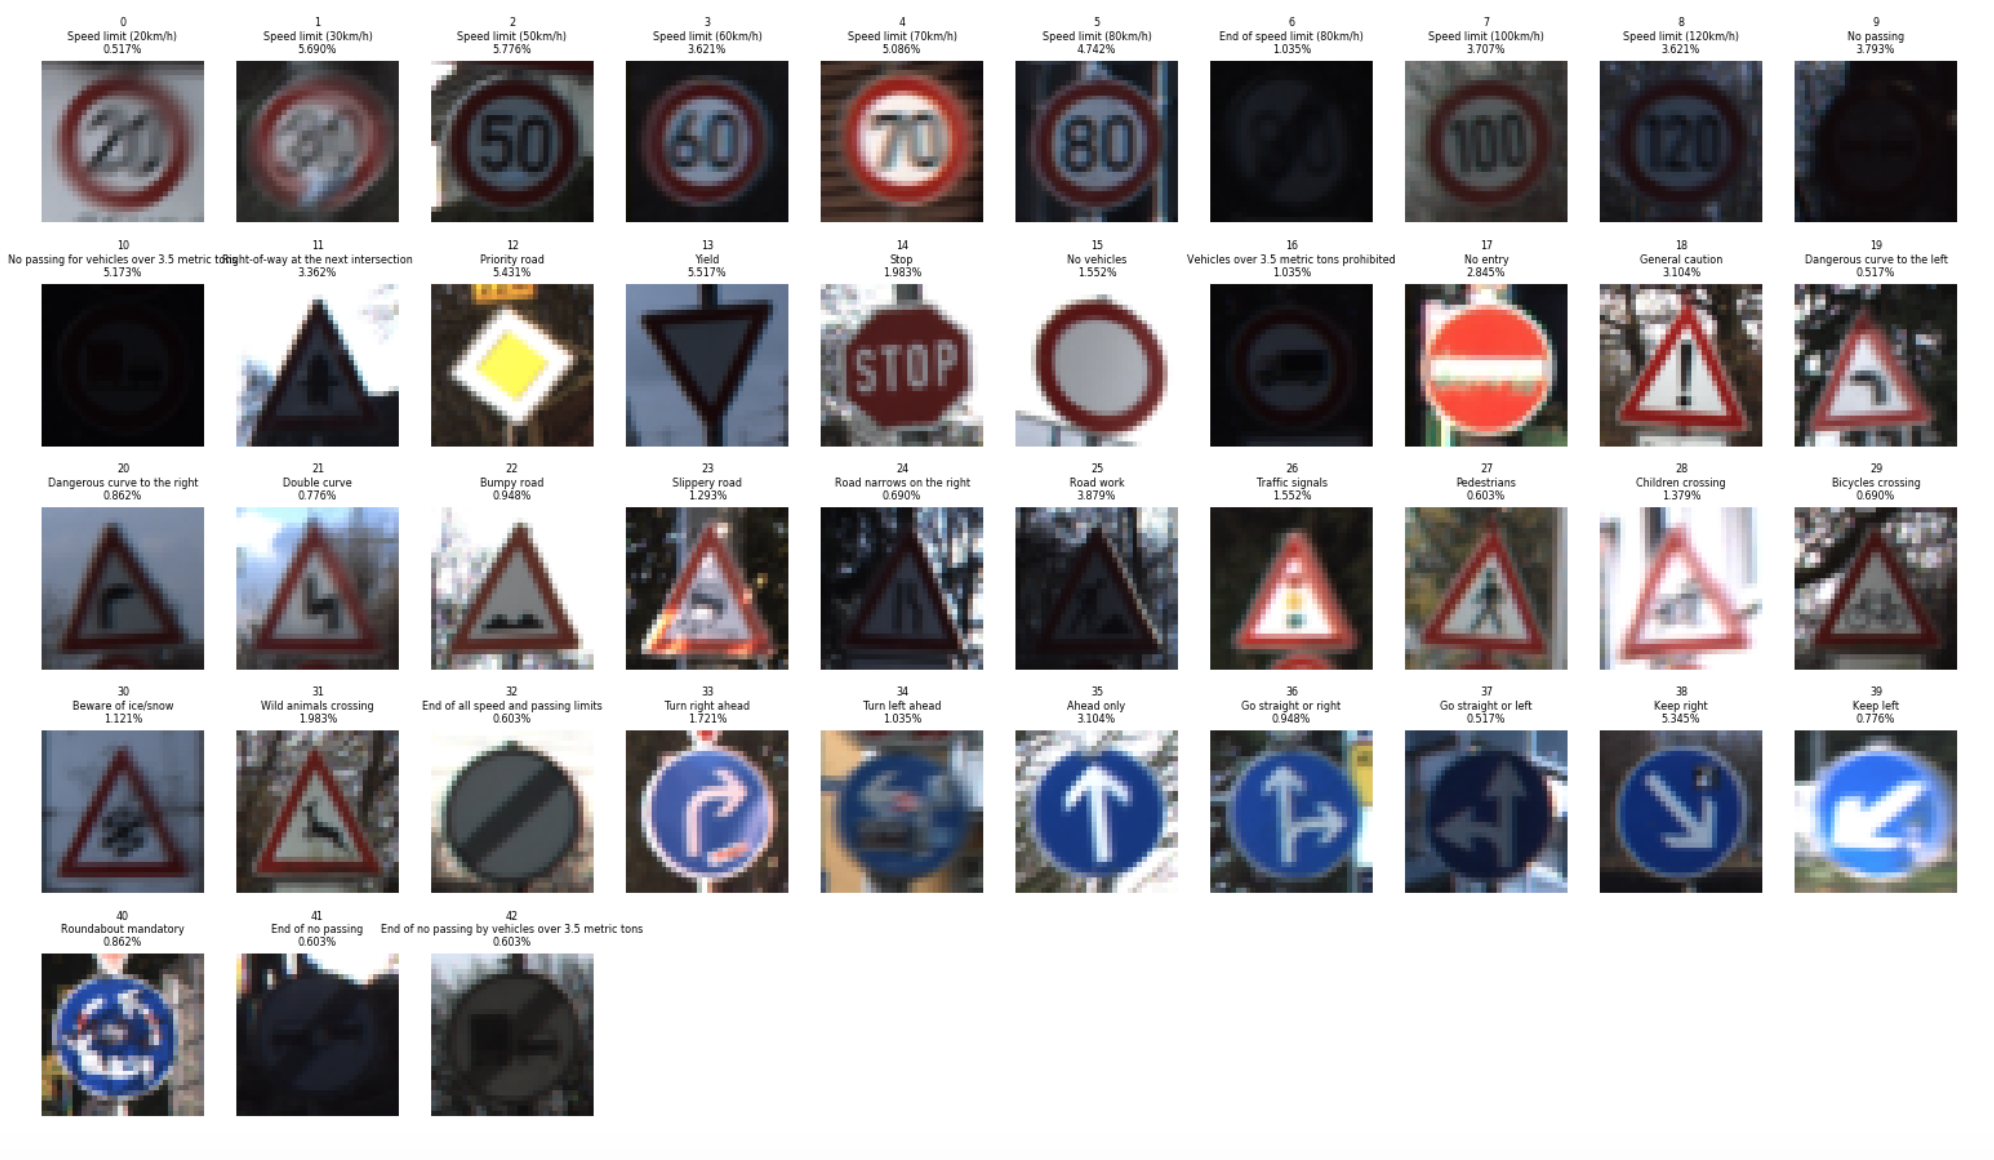 0
Speed limit (20km/h)
0.517%
20
1
Speed limit (30km/h)
5.690%
2
Speed limit (50km/h)
5.776%
50
3
Speed limit (60km/h)
3.621%
60
4
Speed limit (70km/h)
5.086%
70
5
Speed limit (80km/h)
4.742%
80
6
End of speed limit (80km/h)
1.035%
80
7
Speed limit (100km/h)
3.707%
100
8
Speed limit (120km/h)
3.621%
120
9
No passing
3.793%
10
No passing for vehicles over 3.5 metric tons
5.173%
11
Right-of-way at the next intersection
3.362%
12
Priority road
5.431%
13
Yield
5.517%
14
Stop
1.983%
STOP
15
No vehicles
1.552%
16
Vehicles over 3.5 metric tons prohibited
1.035%
17
No entry
2.845%
18
General caution
3.104%
19
Dangerous curve to the left
0.517%
20
Dangerous curve to the right
0.862%
21
Double curve
0.776%
22
Bumpy road
0.948%
23
Slippery road
1.293%
24
Road narrows on the right
0.690%
25
Road work
3.879%
26
Traffic signals
1.552%
27
Pedestrians
0.603%
28
Children crossing
1.379%
29
Bicycles crossing
0.690%
30
Beware of ice/snow
1.121%
31
Wild animals crossing
1.983%
32
End of all speed and passing limits
0.603%
33
Turn right ahead
1.721%
34
Turn left ahead
1.035%
35
Ahead only
3.104%
36
Go straight or right
0.948%
37
Go straight or left
0.517%
38
Keep right
5.345%
39
Keep left
0.776%
40
Roundabout mandatory
0.862%
41
End of no passing
0.603%
42
End of no passing by vehicles over 3.5 metric tons
0.603%